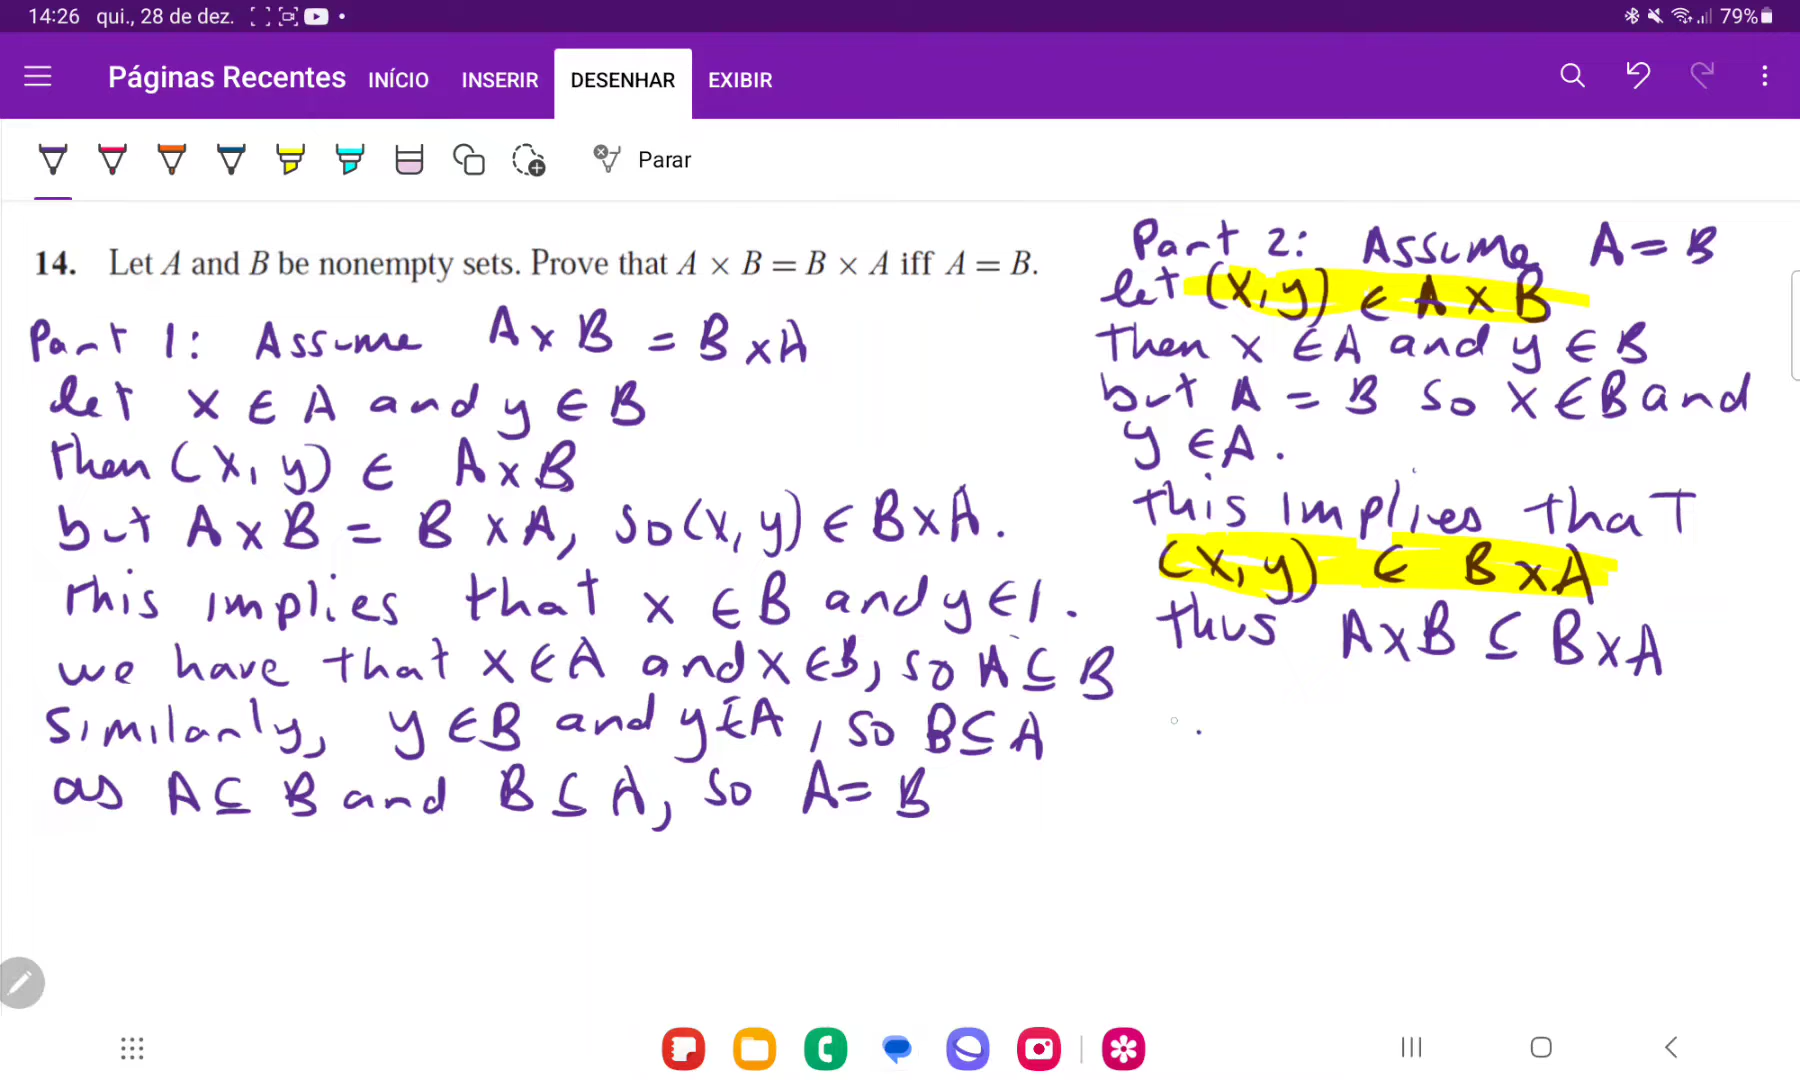 14:26 qui., 28 de dez. 79%
Páginas Recentes INÍCIO INSERIR DESENHAR EXIBIR
Parar
14. Let A and B be nonempty sets. Prove that A × B = B × A iff A = B.
Part 1: Assume A x B = B x A
let x ∈ A and y ∈ B
then (x, y) ∈ A x B
but A x B = B x A, so (x, y) ∈ B x A.
this implies that x ∈ B and y ∈
we have that x ∈ A and x ∈ B, so A ⊆ B
Similarly, y ∈ B and y ∈ A, so B ⊆ A
as A ⊆ B and B ⊆ A, so A = B
Part 2: Assume A = B
let (x, y) ∈ A x B
then x ∈ A and y ∈ B
but A = B so x ∈ B and
y ∈ A.
this implies that
(x, y) ∈ B x A
thus A x B ⊆ B x A